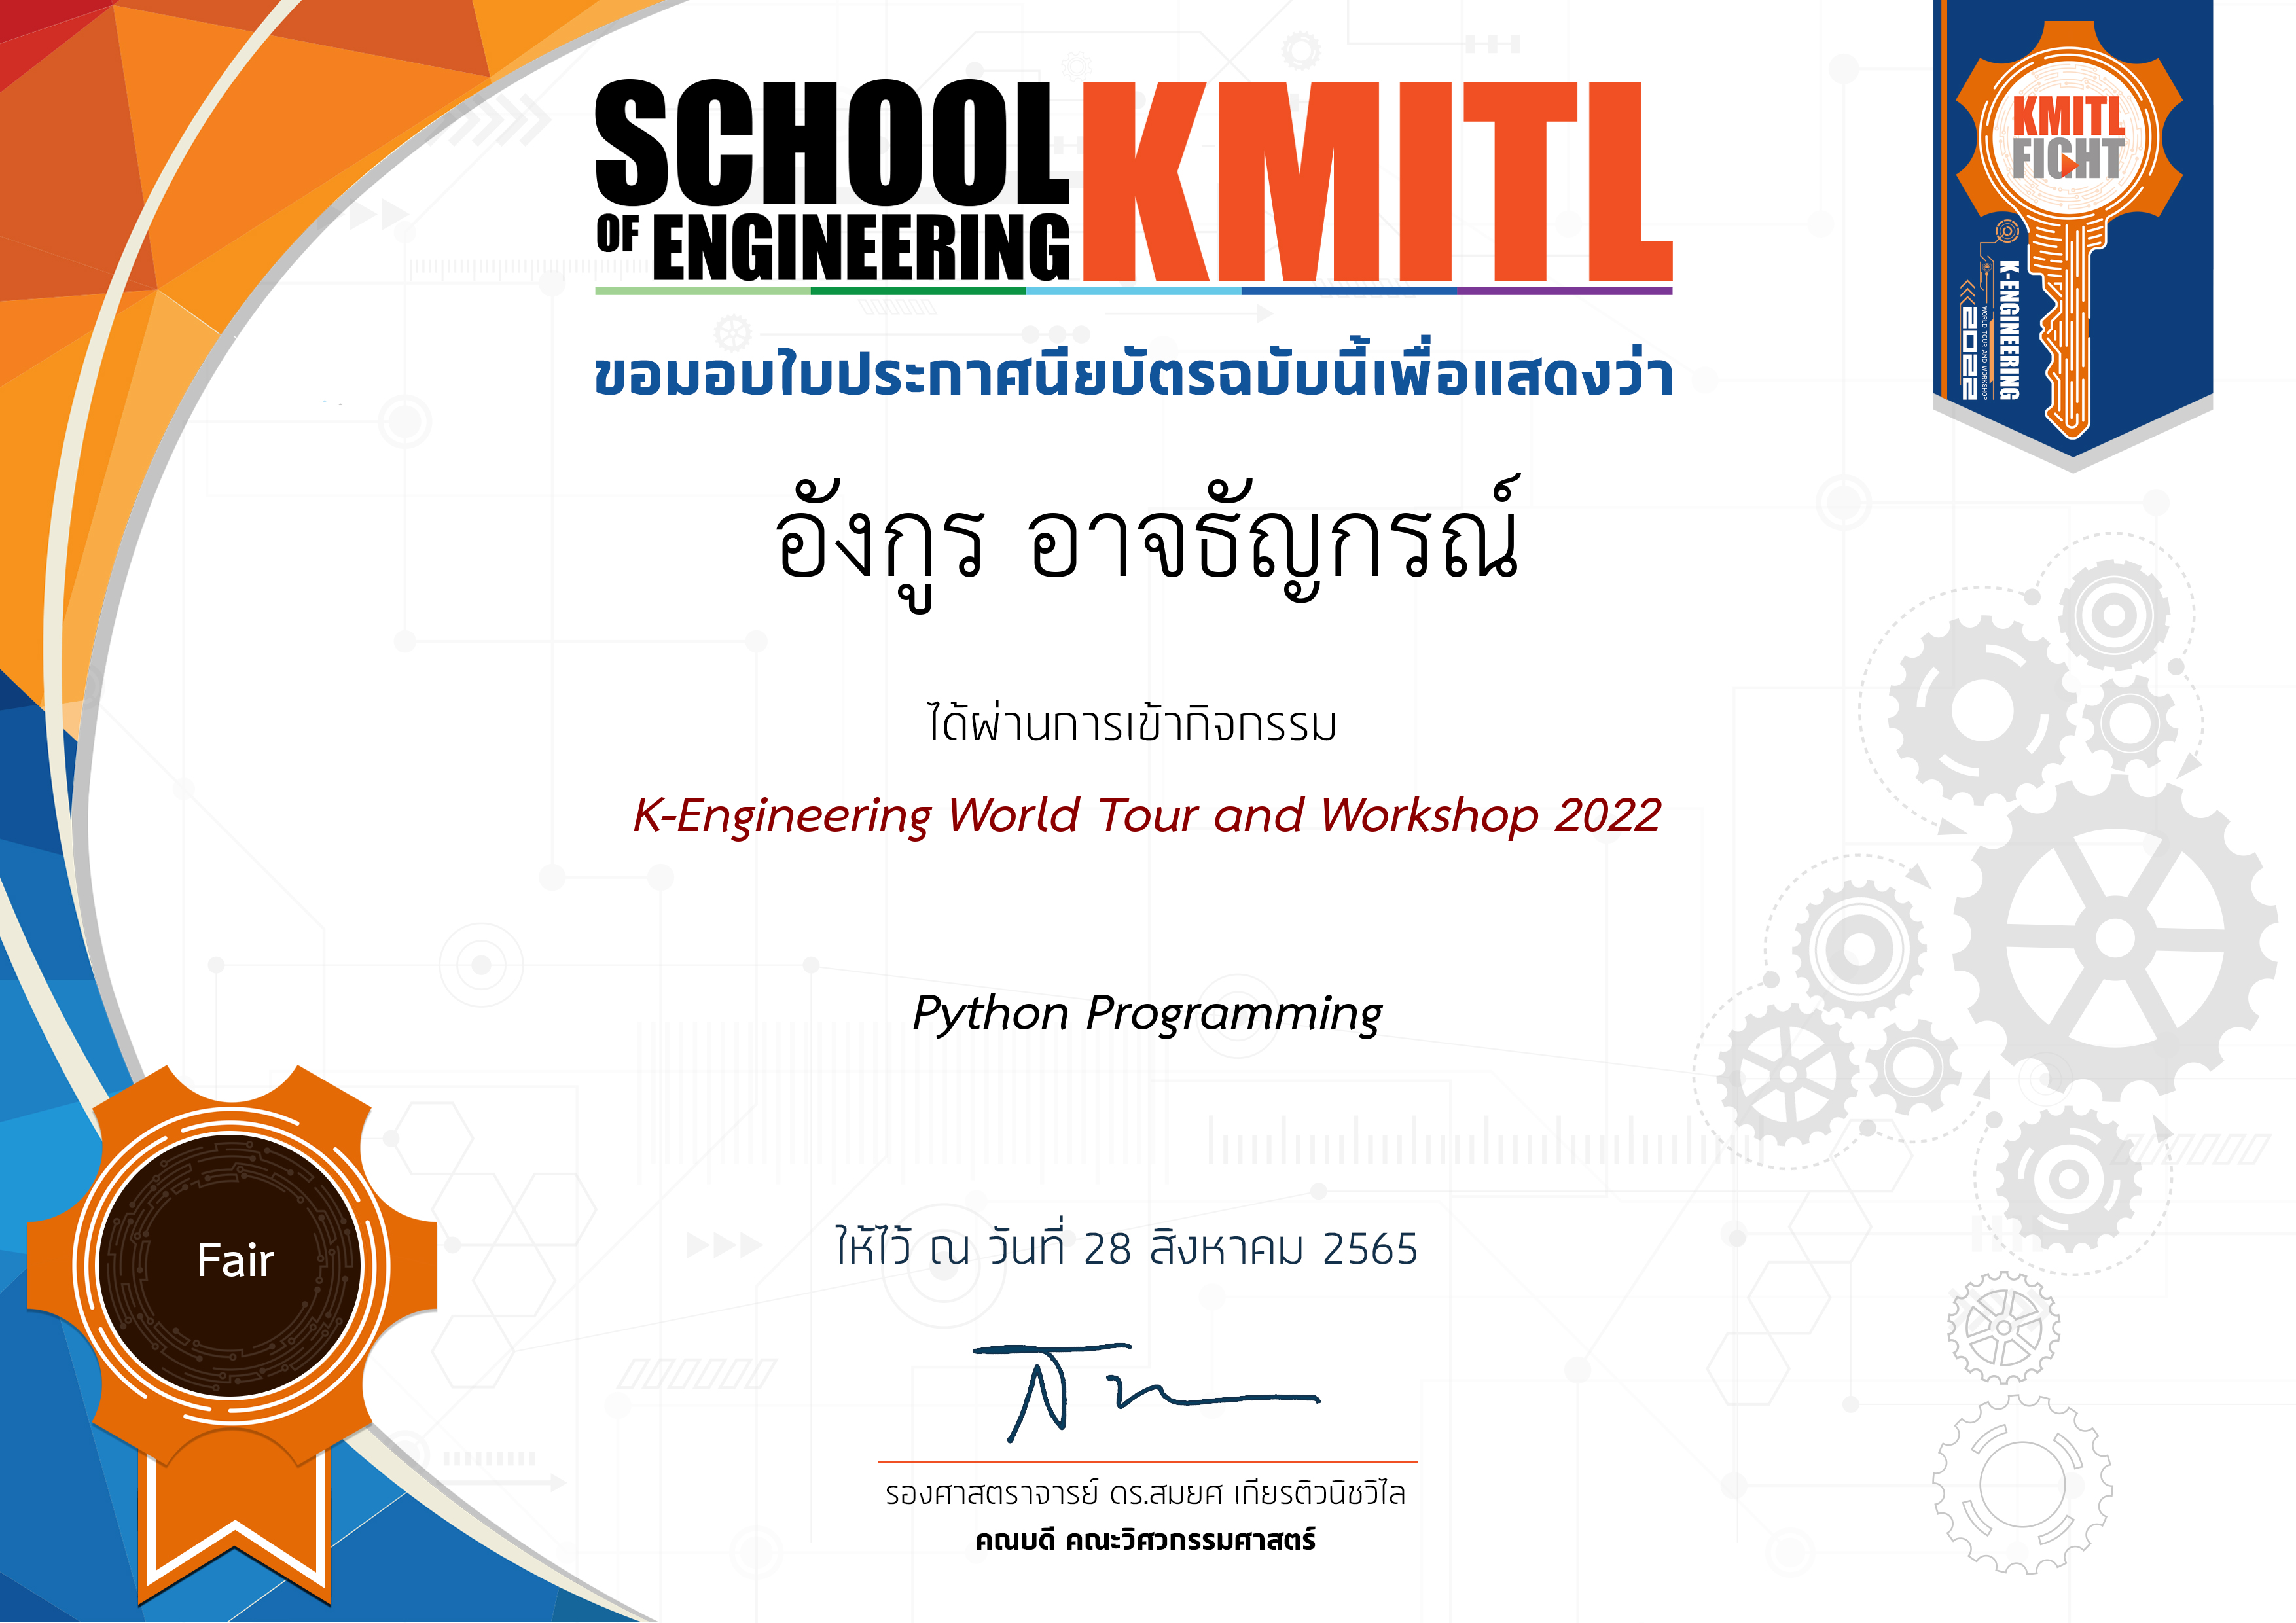 SCHOOL
OF ENGINEERING
KMITL
KMITL
FIGHT
K-ENGINEERING
WORLD TOUR AND WORKSHOP
2022
ขอมอบใบประกาศนียบัตรฉบับนี้เพื่อแสดงว่า
อังกูร อาจธัญกรณ์
ได้ผ่านการเข้ากิจกรรม
K-Engineering World Tour and Workshop 2022
Python Programming
Fair
ให้ไว้ ณ วันที่ 28 สิงหาคม 2565
รองศาสตราจารย์ ดร.สมยศ เกียรติวนิชวิไล
คณบดี คณะวิศวกรรมศาสตร์